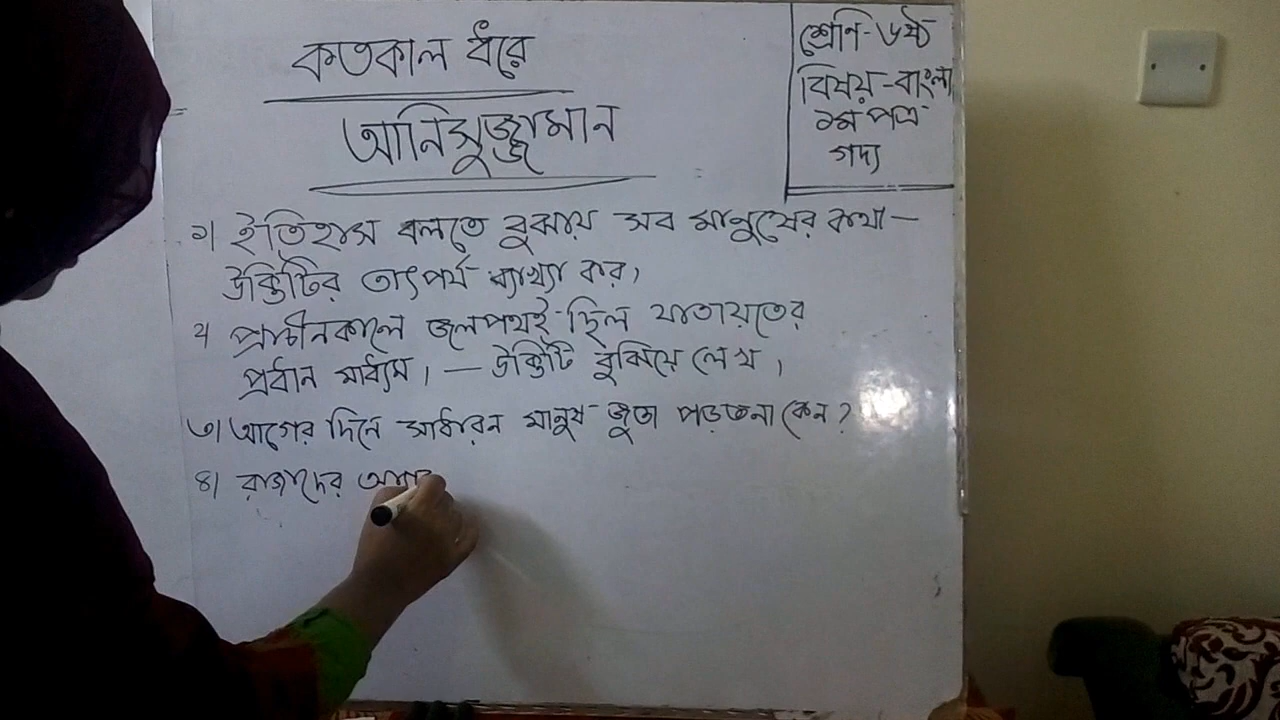 কতকাল ধরে
আনিসুজ্জামান
শ্রেণি-৬ষ্ঠ
বিষয়-বাংলা
১ম পত্র
গদ্য
১। ইতিহাস বলতে বুঝায় সব মানুষের কথা—
উক্তিটির তাৎপর্য ব্যাখ্যা কর।
২। প্রাচীনকালে জলপথই ছিল যাতায়তের
প্রধান মাধ্যম। — উক্তিটি বুঝিয়ে লেখ।
৩। আগের দিনে সাধারন মানুষ জুতা পড়তনা কেন?
৪। রাজাদের